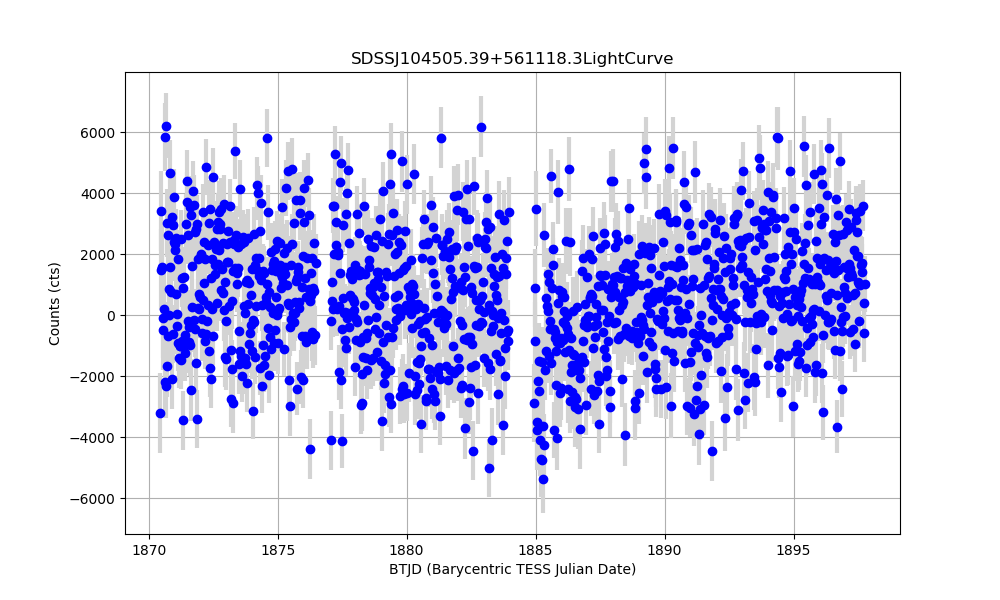 SDSSJ104505.39+561118.3LightCurve
6000
4000
2000
0
−2000
−4000
−6000
Counts (cts)
1870 1875 1880 1885 1890 1895
BTJD (Barycentric TESS Julian Date)